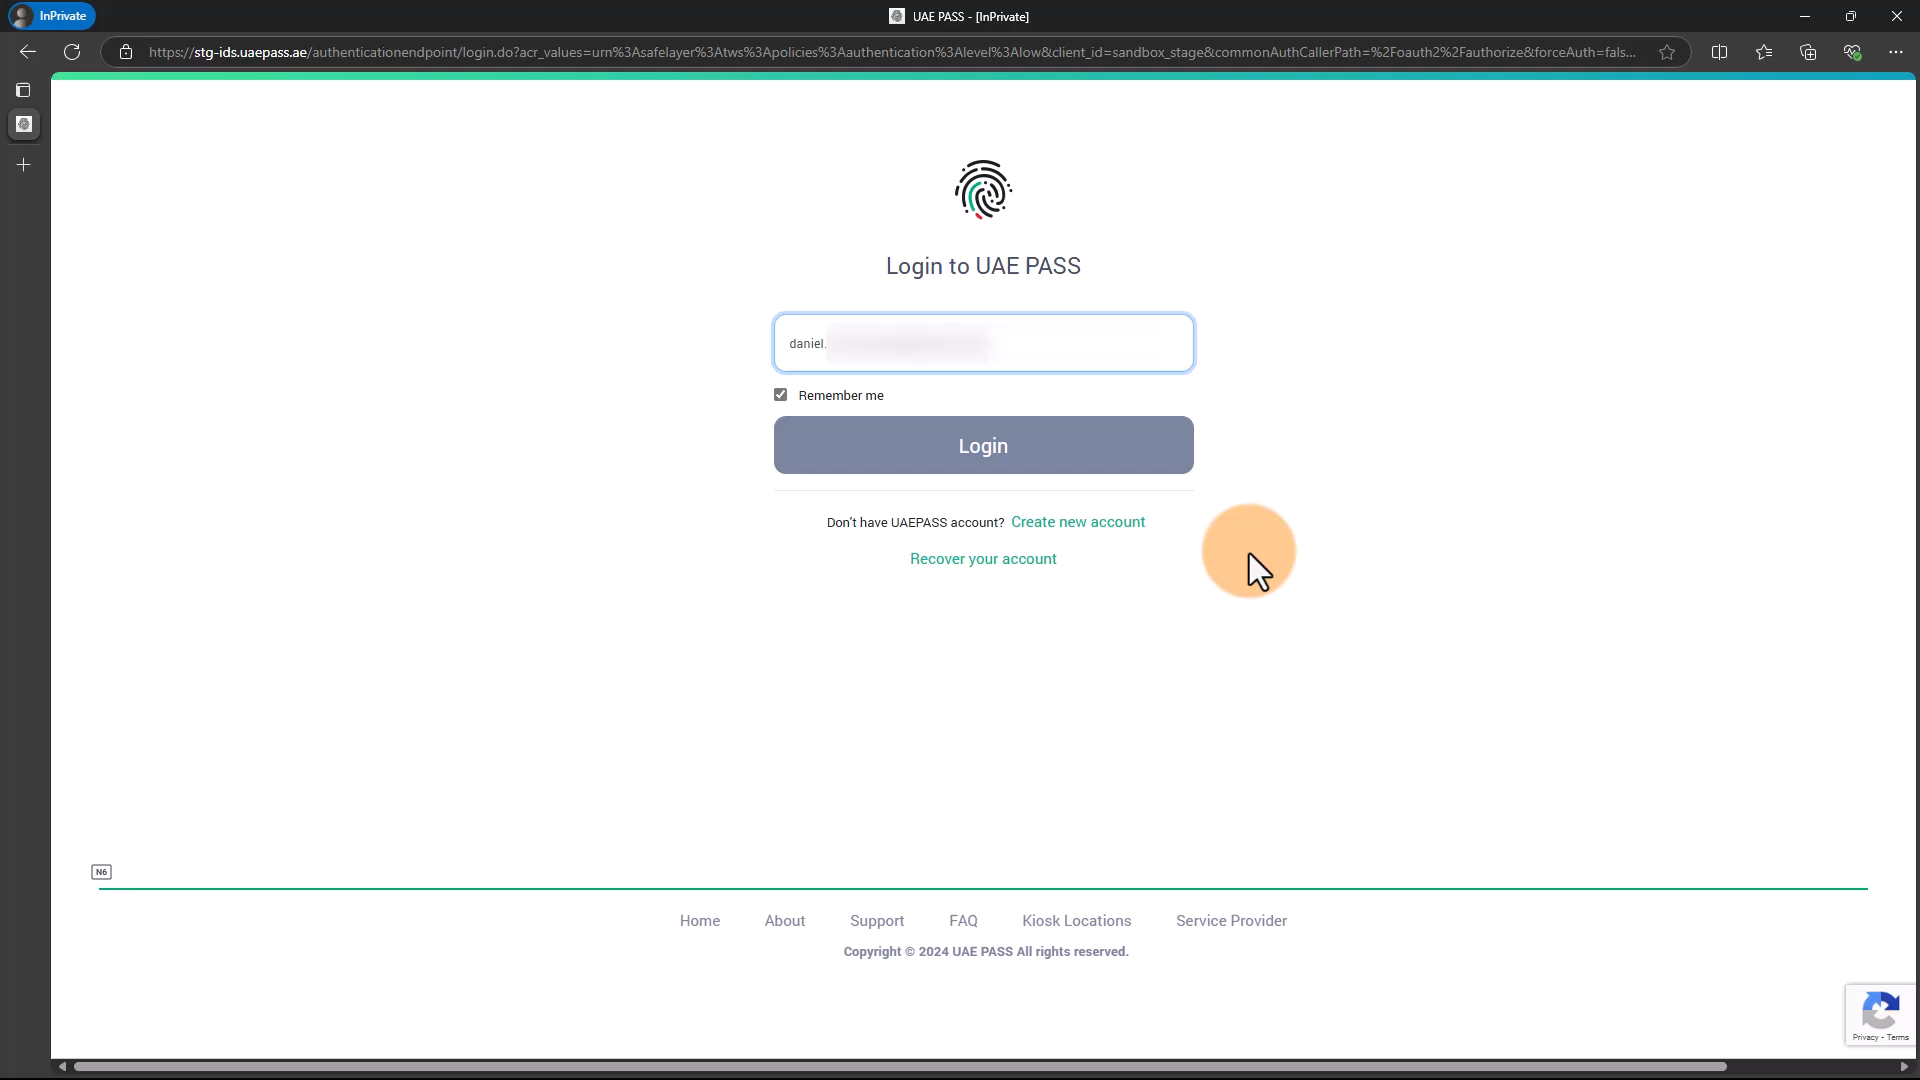 InPrivate
UAE PASS - [InPrivate]
https://stg-ids.uaepass.ae/authenticationendpoint/login.do?acr_values=urn%3Asafelayer%3Atws%3Apolicies%3Aauthentication%3Alevel%3Alow&client_id=sandbox_stage&commonAuthCallerPath=%2Foauth2%2Fauthorize&forceAuth=fals...
Login to UAE PASS
daniel.
Remember me
Login
Don't have UAEPASS account? Create new account
Recover your account
N6
Home About Support FAQ Kiosk Locations Service Provider
Copyright © 2024 UAE PASS All rights reserved.
Privacy - Terms